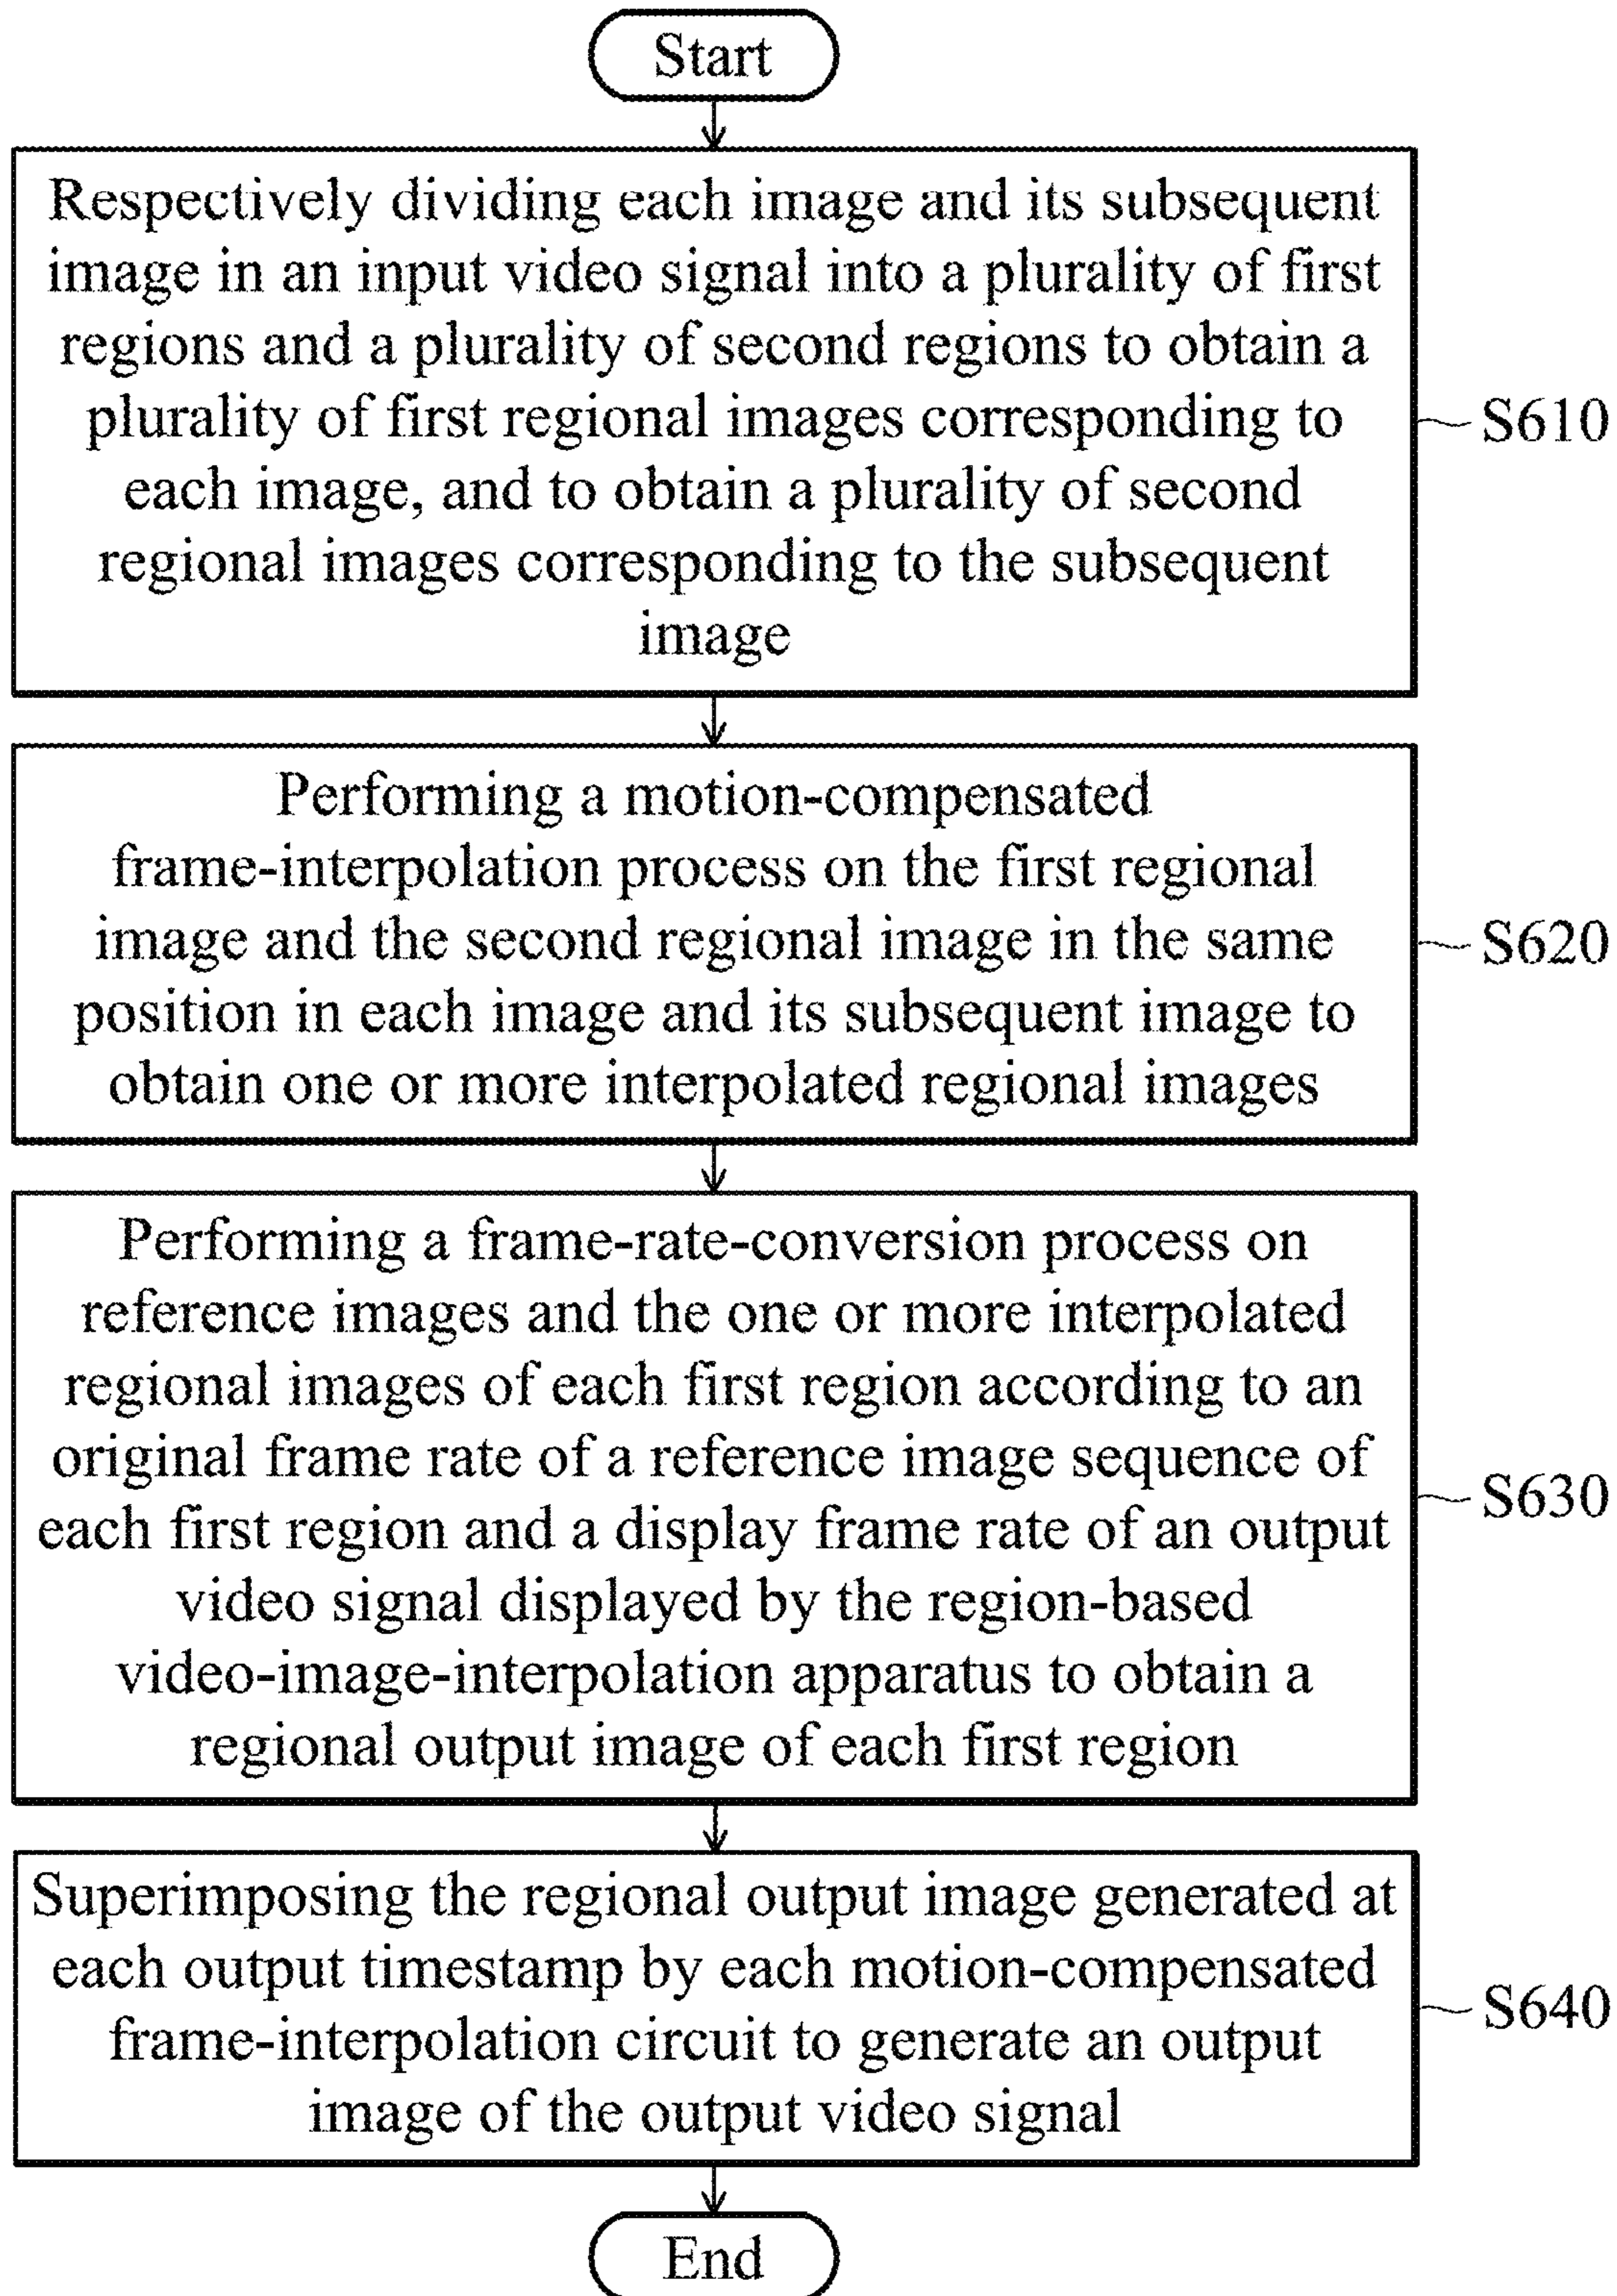 Start
Respectively dividing each image and its subsequent
image in an input video signal into a plurality of first
regions and a plurality of second regions to obtain a
plurality of first regional images corresponding to
each image, and to obtain a plurality of second
regional images corresponding to the subsequent
image
S610
Performing a motion-compensated
frame-interpolation process on the first regional
image and the second regional image in the same
position in each image and its subsequent image to
obtain one or more interpolated regional images
S620
Performing a frame-rate-conversion process on
reference images and the one or more interpolated
regional images of each first region according to an
original frame rate of a reference image sequence of
each first region and a display frame rate of an output
video signal displayed by the region-based
video-image-interpolation apparatus to obtain a
regional output image of each first region
S630
Superimposing the regional output image generated at
each output timestamp by each motion-compensated
frame-interpolation circuit to generate an output
image of the output video signal
S640
End